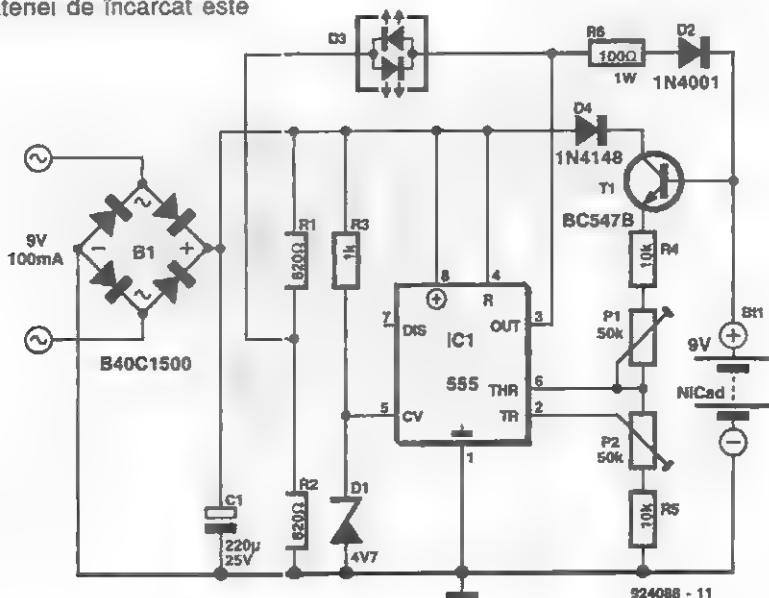 ateriei de încărcat este
D3
R6
100Ω
1W
D2
1N4001
D4
1N4148
T1
BC547B
9V
100mA
B1
B40C1500
R1
820Ω
R3
1k
R4
10k
8
4
R
7
DIS
OUT
3
IC1
555
THR
6
TR
2
5
CV
1
P1
50k
P2
50k
R5
10k
Bt1
9V
NiCad
C1
220µ
25V
R2
820Ω
D1
4V7
924086 - 11